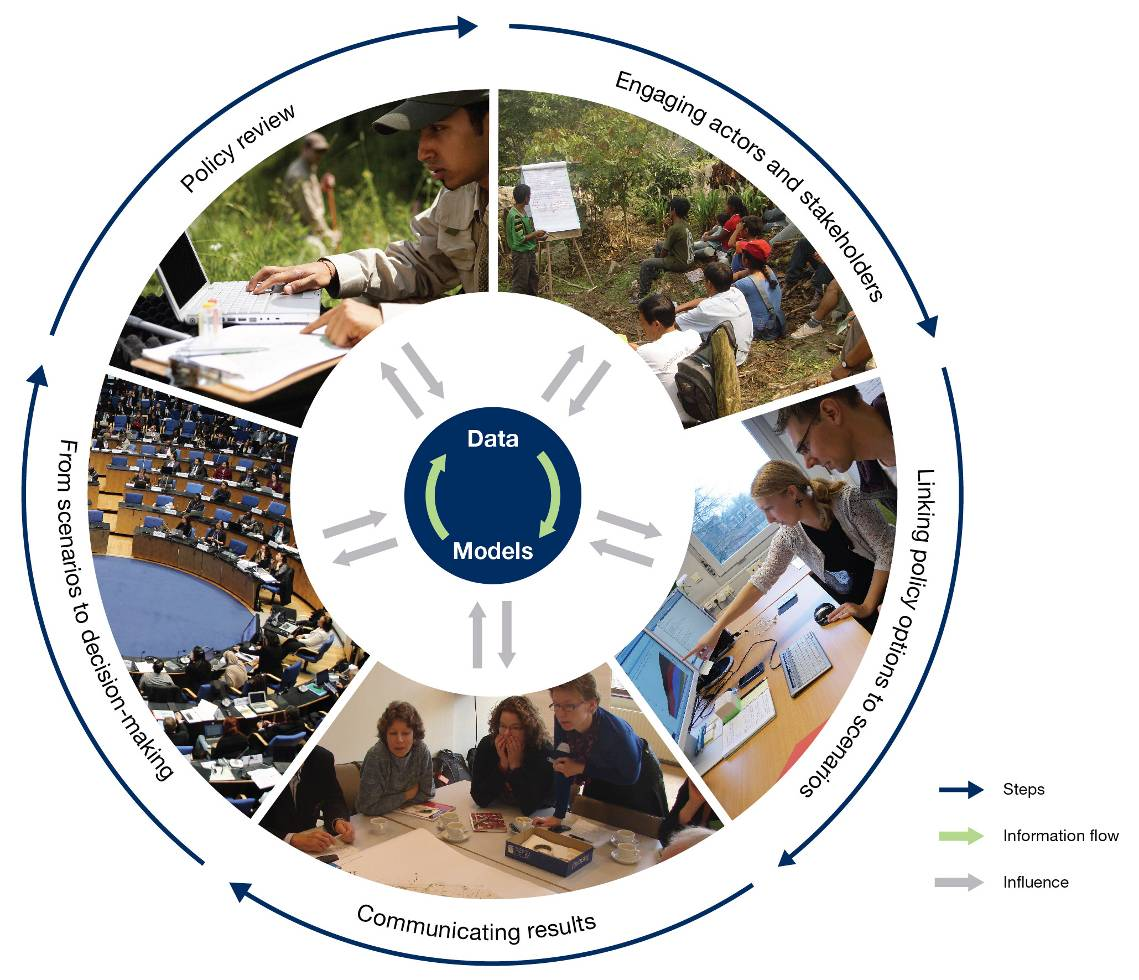 Policy review
Engaging actors and stakeholders
Linking policy options to scenarios
Communicating results
From scenarios to decision-making
Data
Models
Steps
Information flow
Influence